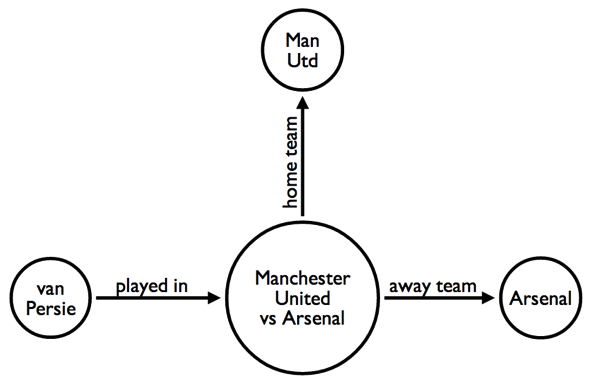 Man
Utd
home team
van
Persie
played in
Manchester
United
vs Arsenal
away team
Arsenal